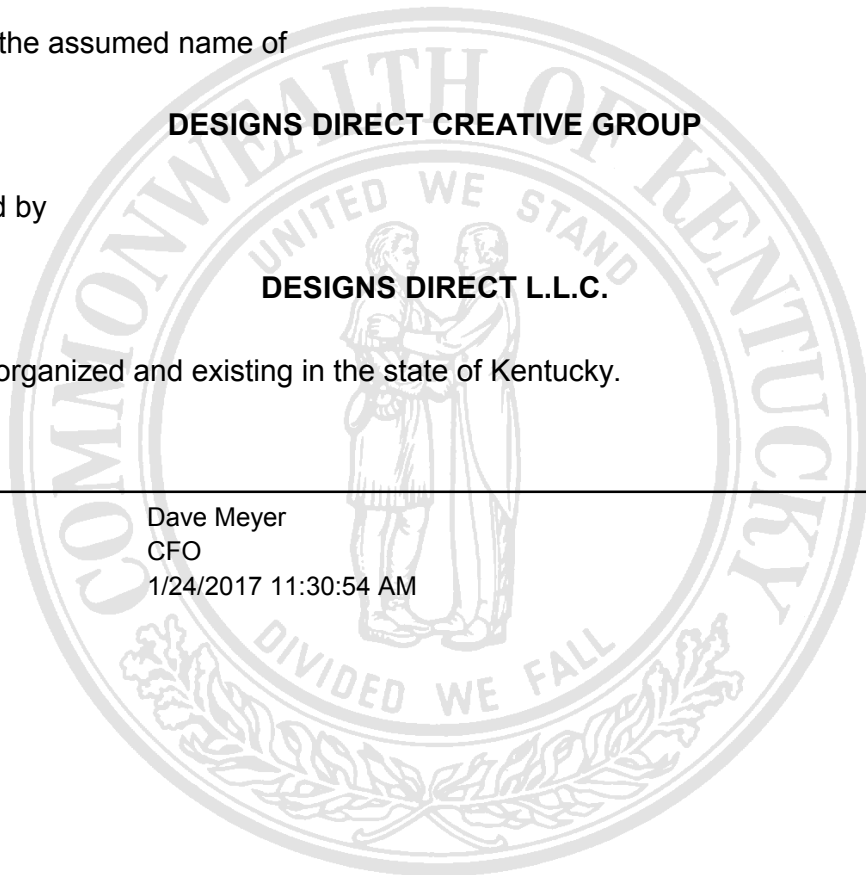 the assumed name of
DESIGNS DIRECT CREATIVE GROUP
d by
DESIGNS DIRECT L.L.C.
organized and existing in the state of Kentucky.
Dave Meyer
CFO
1/24/2017 11:30:54 AM
COMMONWEALTH OF KENTUCKY
UNITED WE STAND
DIVIDED WE FALL